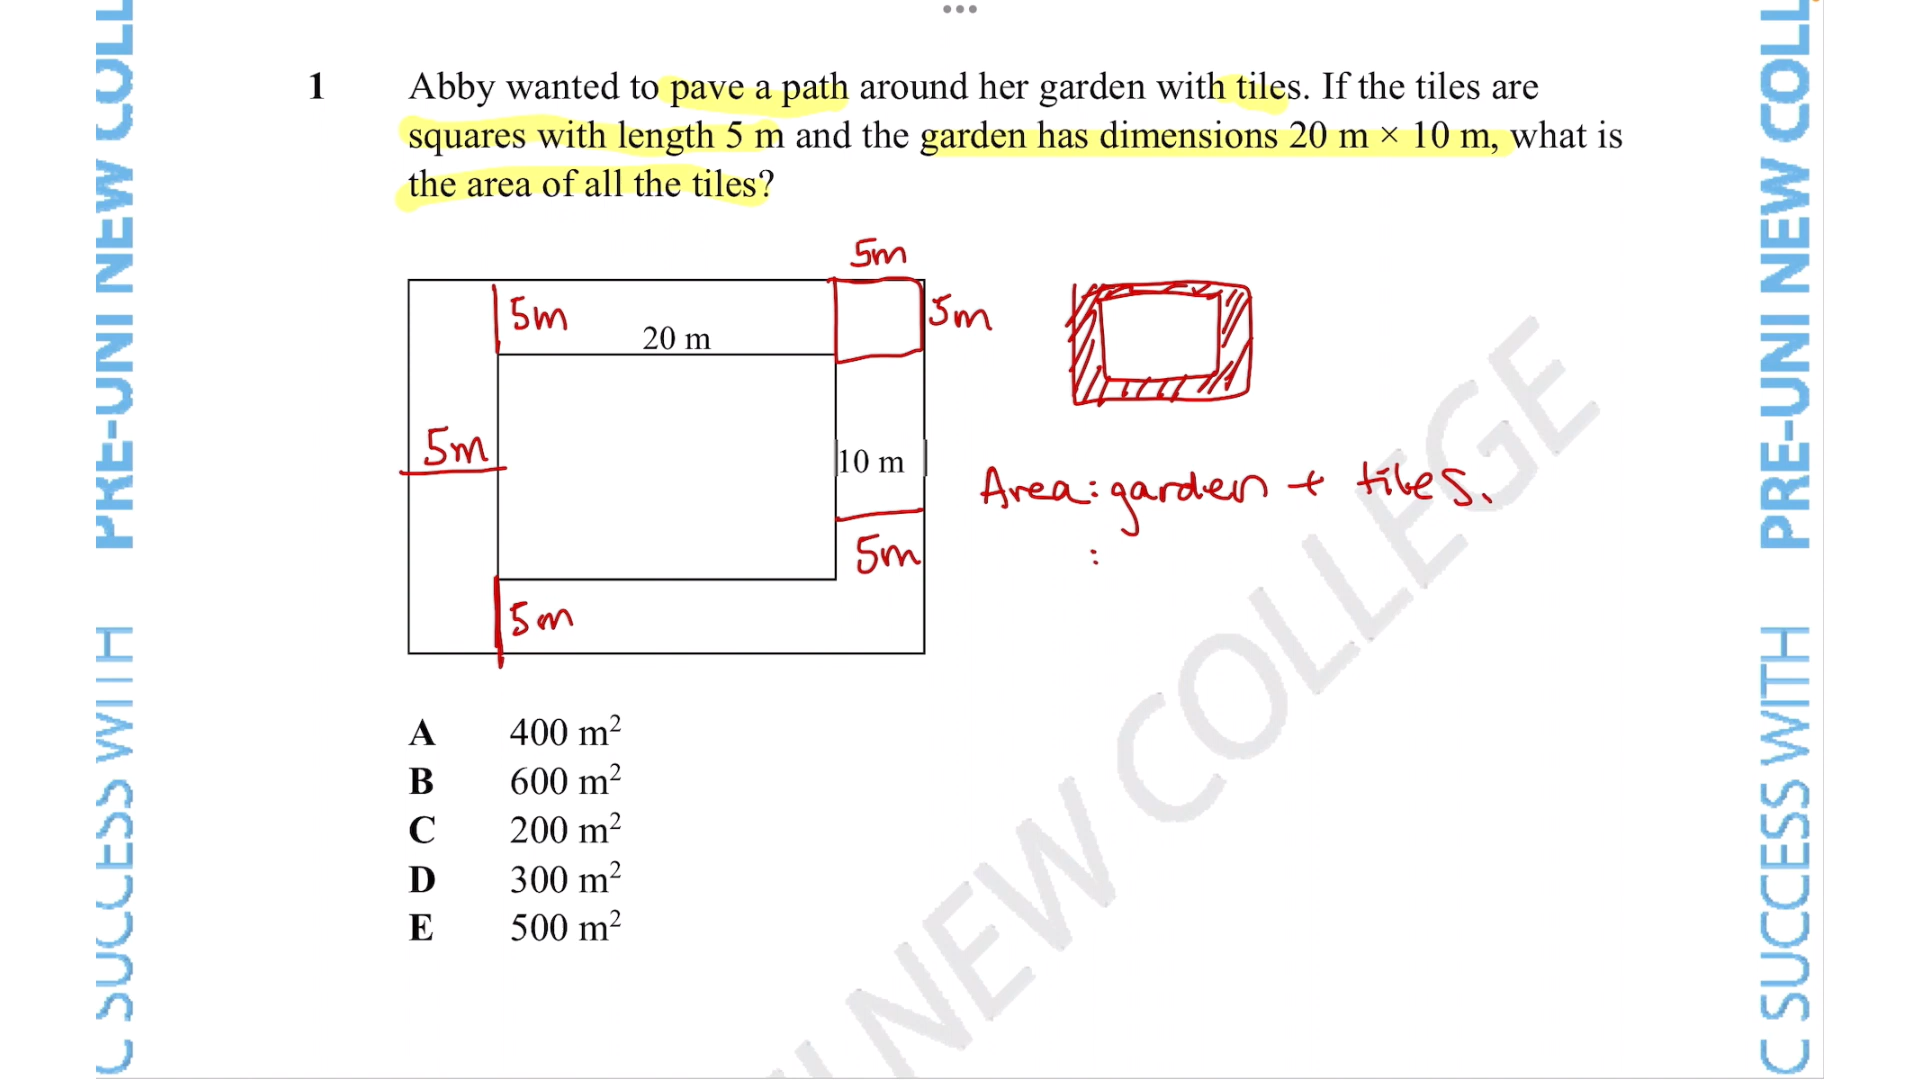 1 Abby wanted to pave a path around her garden with tiles. If the tiles are
squares with length 5 m and the garden has dimensions 20 m × 10 m, what is
the area of all the tiles?
5m
5m
5m
20 m
5m
10 m
5m
5m
Area: garden + tiles.
:
A 400 m²
B 600 m²
C 200 m²
D 300 m²
E 500 m²
C SUCCESS WITH PRE-UNI NEW COLL
C SUCCESS WITH PRE-UNI NEW COLL
NEW COLLEGE